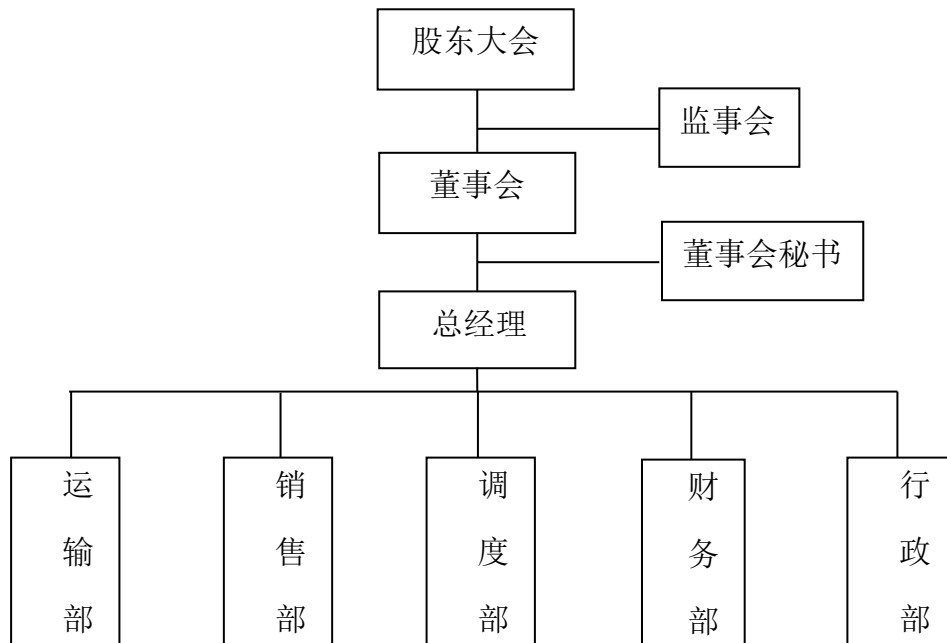 股东大会
监事会
董事会
董事会秘书
总经理
运输部
销售部
调度部
财务部
行政部